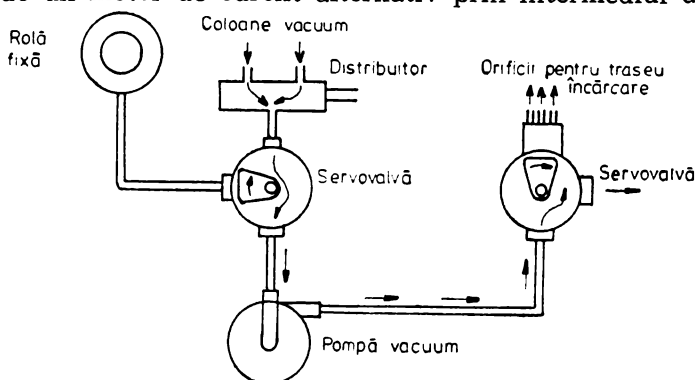 Coloane vacuum
Rolă
fixă
Distribuitor
Orificii pentru traseu
încărcare
Servovalvă
Servovalvă
Pompă vacuum